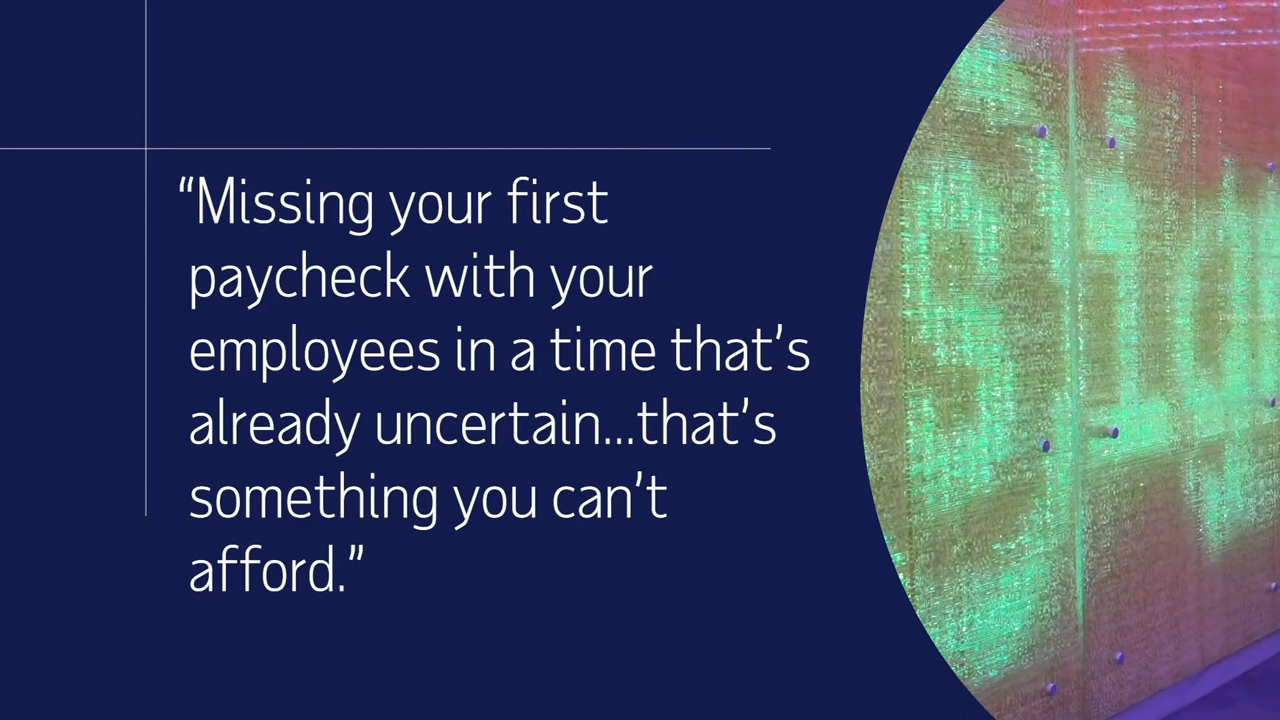 “Missing your first
paycheck with your
employees in a time that’s
already uncertain...that’s
something you can’t
afford.”